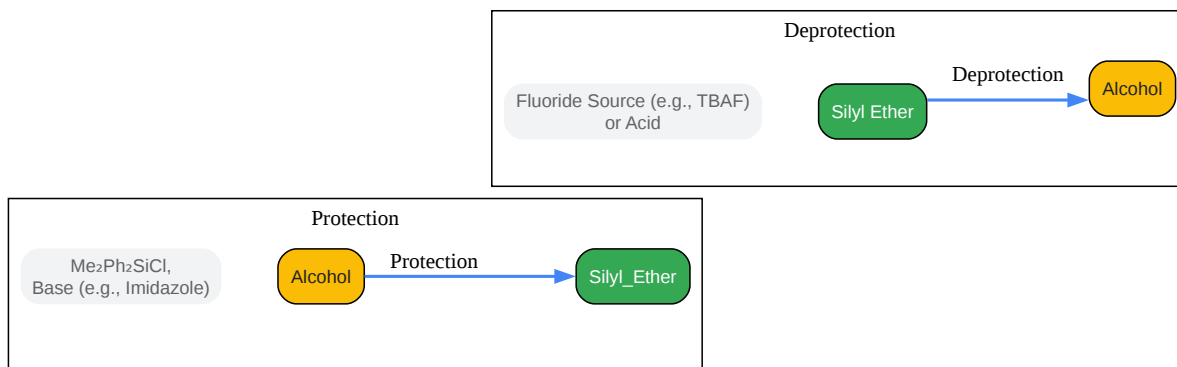 Deprotection
Fluoride Source (e.g., TBAF)
or Acid
Silyl Ether
Deprotection
Alcohol
Protection
Me₂Ph₂SiCl,
Base (e.g., Imidazole)
Alcohol
Protection
Silyl_Ether